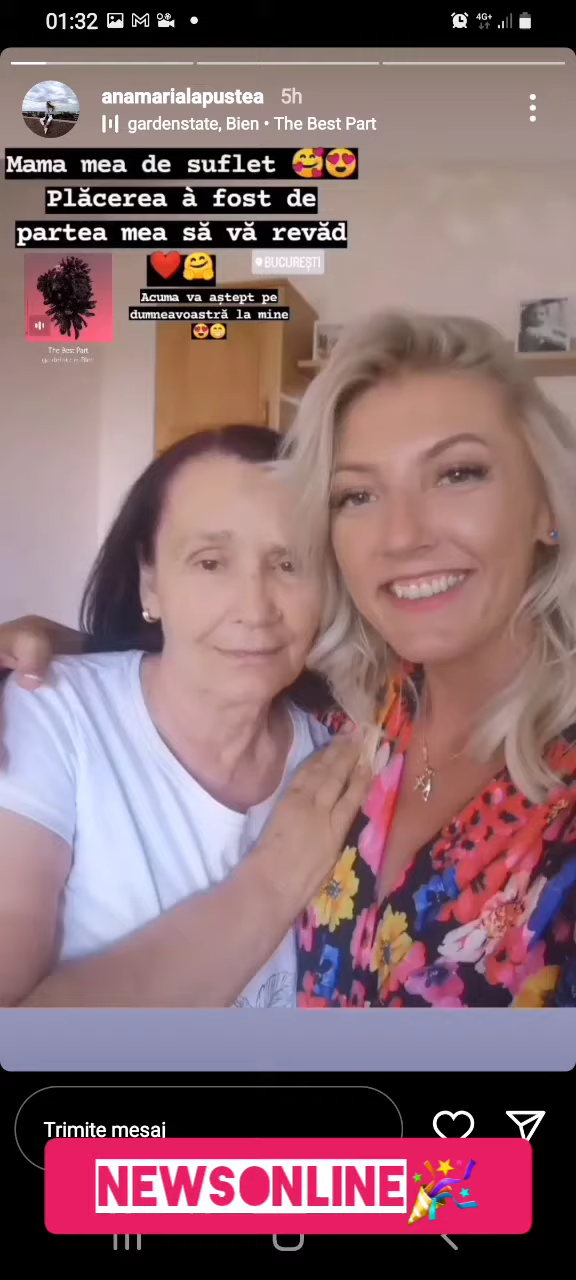 01:32
4G+
anamarialapustea 5h
gardenstate, Bien • The Best Part
Mama mea de suflet 🥰😍
Plăcerea à fost de
partea mea să vă revăd
❤️🤗
BUCUREȘTI
Acuma va aștept pe
dumneavoastră la mine
😍😁
The Best Part
Trimite mesaj
NEWSONLINE🎉